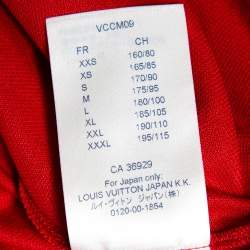 VCCM09
FR CH
XXS 160/80
XS 165/85
S 170/90
M 175/95
L 180/100
XL 185/105
XXL 190/110
XXXL 195/115
CA 36929
For Japan only:
LOUIS VUITTON JAPAN K.K.
ルイ・ヴィトン ジャパン(株)
0120-00-1854